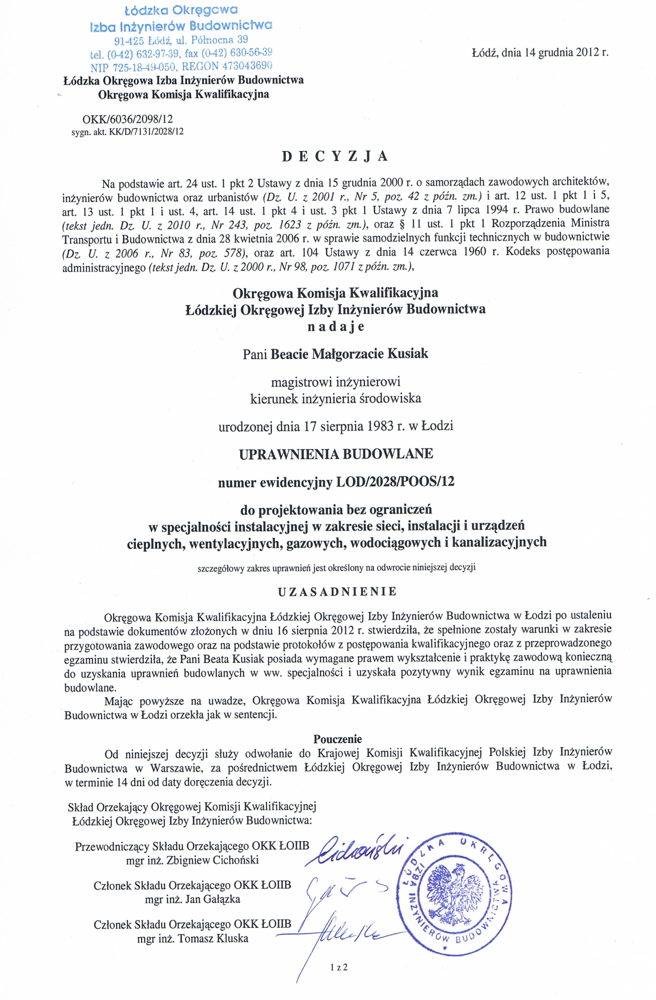 Łódzka Okręgowa
Izba Inżynierów Budownictwa
91-425 Łódź, ul. Północna 39
tel. (0-42) 632-97-39, fax (0-42) 630-56-39
NIP 725-18-49-050, REGON 473043690
Łódź, dnia 14 grudnia 2012 r.
Łódzka Okręgowa Izba Inżynierów Budownictwa
Okręgowa Komisja Kwalifikacyjna
OKK/6036/2098/12
sygn. akt. KK/D/7131/2028/12
D E C Y Z J A
Na podstawie art. 24 ust. 1 pkt 2 Ustawy z dnia 15 grudnia 2000 r. o samorządach zawodowych architektów,
inżynierów budownictwa oraz urbanistów (Dz. U. z 2001 r., Nr 5, poz. 42 z późn. zm.) i art. 12 ust. 1 pkt 1 i 5,
art. 13 ust. 1 pkt 1 i ust. 4, art. 14 ust. 1 pkt 4 i ust. 3 pkt 1 Ustawy z dnia 7 lipca 1994 r. Prawo budowlane
(tekst jedn. Dz. U. z 2010 r., Nr 243, poz. 1623 z późn. zm.), oraz § 11 ust. 1 pkt 1 Rozporządzenia Ministra
Transportu i Budownictwa z dnia 28 kwietnia 2006 r. w sprawie samodzielnych funkcji technicznych w budownictwie
(Dz. U. z 2006 r., Nr 83, poz. 578), oraz art. 104 Ustawy z dnia 14 czerwca 1960 r. Kodeks postępowania
administracyjnego (tekst jedn. Dz. U. z 2000 r., Nr 98, poz. 1071 z późn. zm.),
Okręgowa Komisja Kwalifikacyjna
Łódzkiej Okręgowej Izby Inżynierów Budownictwa
n a d a j e
Pani Beacie Małgorzacie Kusiak
magistrowi inżynierowi
kierunek inżynieria środowiska
urodzonej dnia 17 sierpnia 1983 r. w Łodzi
UPRAWNIENIA BUDOWLANE
numer ewidencyjny LOD/2028/POOS/12
do projektowania bez ograniczeń
w specjalności instalacyjnej w zakresie sieci, instalacji i urządzeń
cieplnych, wentylacyjnych, gazowych, wodociągowych i kanalizacyjnych
szczegółowy zakres uprawnień jest określony na odwrocie niniejszej decyzji
U Z A S A D N I E N I E
Okręgowa Komisja Kwalifikacyjna Łódzkiej Okręgowej Izby Inżynierów Budownictwa w Łodzi po ustaleniu
na podstawie dokumentów złożonych w dniu 16 sierpnia 2012 r. stwierdziła, że spełnione zostały warunki w zakresie
przygotowania zawodowego oraz na podstawie protokołów z postępowania kwalifikacyjnego oraz z przeprowadzonego
egzaminu stwierdziła, że Pani Beata Kusiak posiada wymagane prawem wykształcenie i praktykę zawodową konieczną
do uzyskania uprawnień budowlanych w ww. specjalności i uzyskała pozytywny wynik egzaminu na uprawnienia
budowlane.
Mając powyższe na uwadze, Okręgowa Komisja Kwalifikacyjna Łódzkiej Okręgowej Izby Inżynierów
Budownictwa w Łodzi orzekła jak w sentencji.
Pouczenie
Od niniejszej decyzji służy odwołanie do Krajowej Komisji Kwalifikacyjnej Polskiej Izby Inżynierów
Budownictwa w Warszawie, za pośrednictwem Łódzkiej Okręgowej Izby Inżynierów Budownictwa w Łodzi,
w terminie 14 dni od daty doręczenia decyzji.
Skład Orzekający Okręgowej Komisji Kwalifikacyjnej
Łódzkiej Okręgowej Izby Inżynierów Budownictwa:
Przewodniczący Składu Orzekającego OKK ŁOIIB
mgr inż. Zbigniew Cichoński
Cichoński
Członek Składu Orzekającego OKK ŁOIIB
mgr inż. Jan Gałązka
Członek Składu Orzekającego OKK ŁOIIB
mgr inż. Tomasz Kluska
ŁÓDZKA OKRĘGOWA
IZBA INŻYNIERÓW BUDOWNICTWA
1 z 2